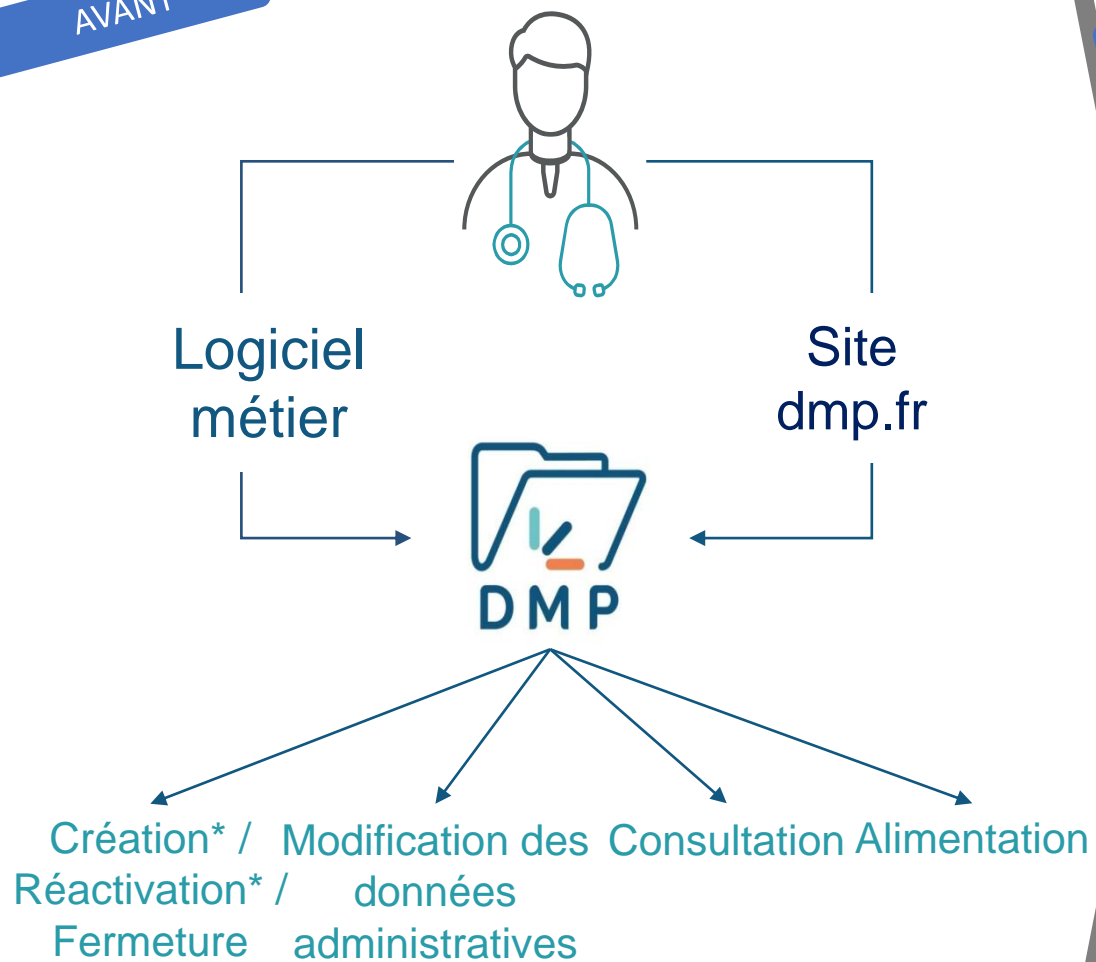 AVANT
Logiciel
métier
Site
dmp.fr
DMP
Création* /
Réactivation* /
Fermeture
Modification des
données
administratives
Consultation
Alimentation